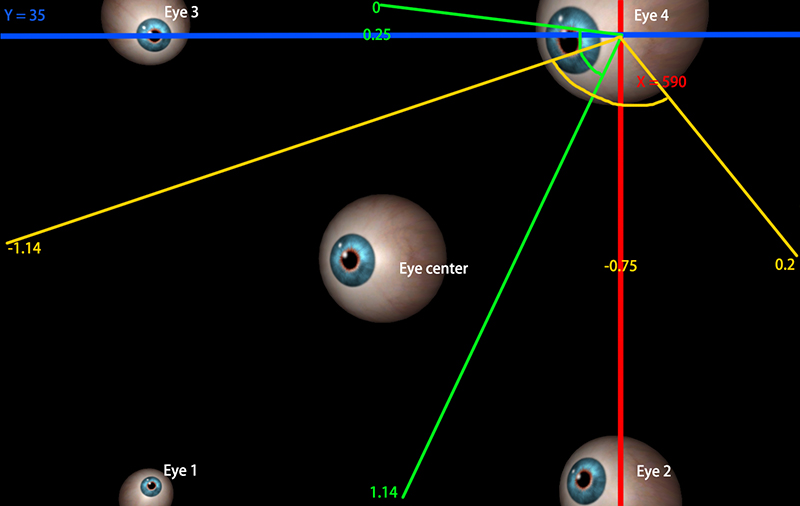 Y = 35
Eye 3
0
Eye 4
0.25
X = 590
-1.14
Eye center
-0.75
0.2
Eye 1
Eye 2
1.14